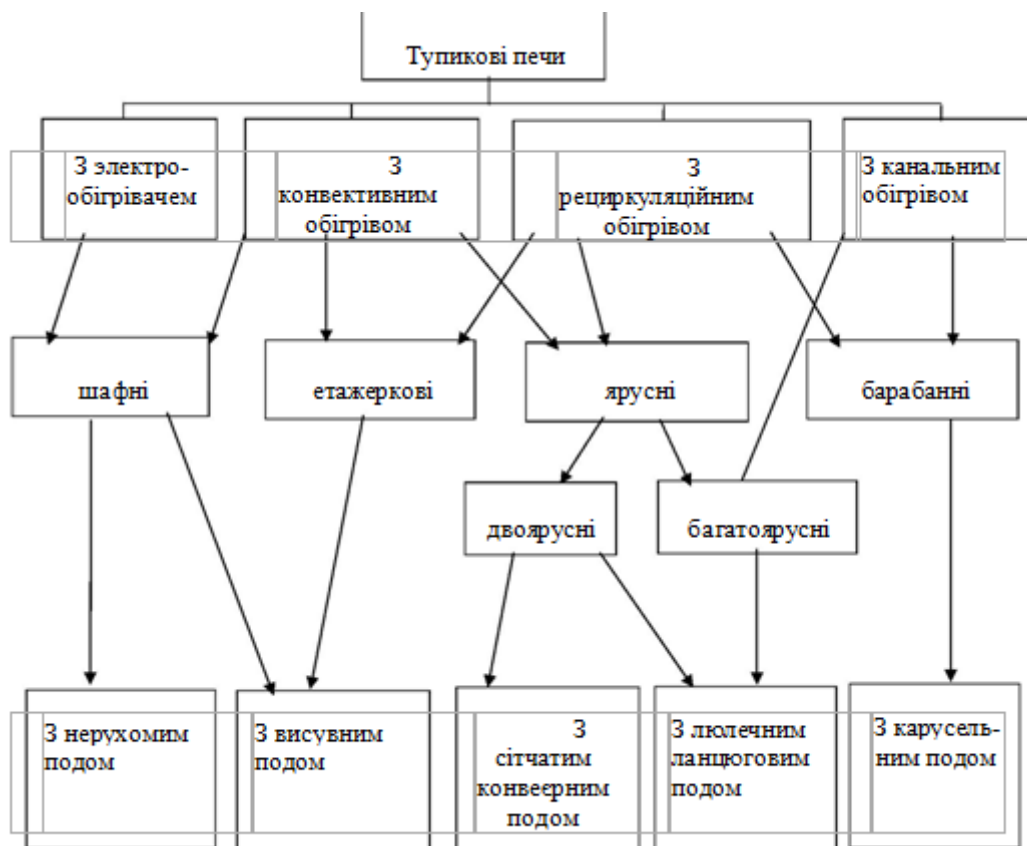 Тупикові печи
З электро-
обігрівачем
З
конвективним
обігрівом
З
рециркуляційним
обігрівом
З канальним
обігрівом
шафні
етажеркові
ярусні
барабанні
двоярусні
багатоярусні
З нерухомим
подом
З висувним
подом
З
сітчатим
конвеєрним
подом
З люлечним
ланцюговим
подом
З карусель-
ним подом